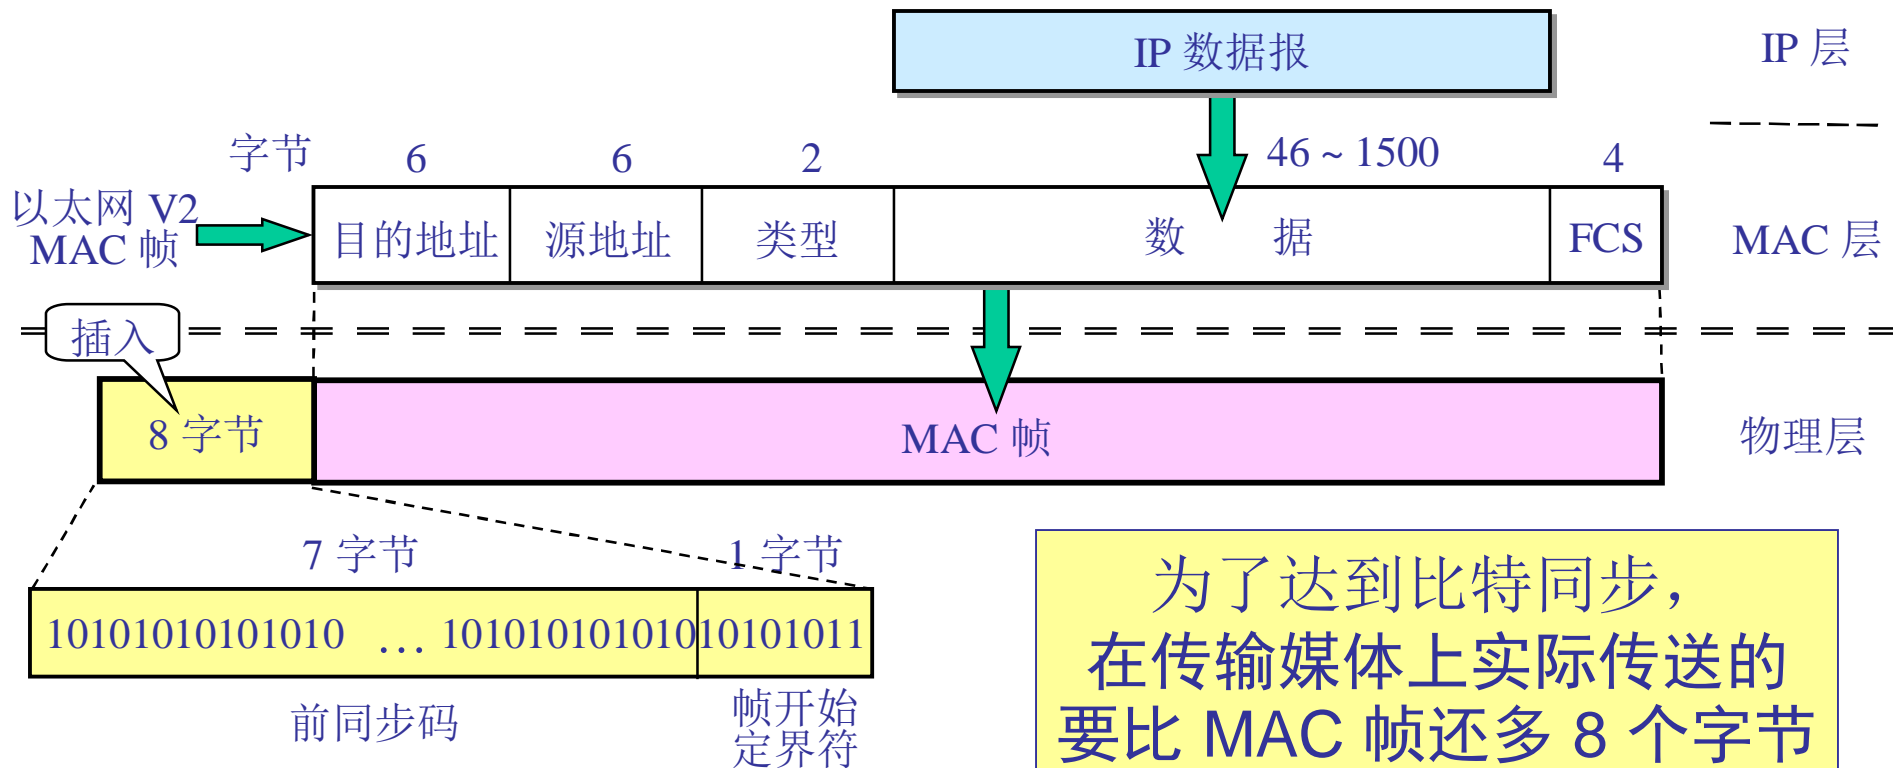 IP 数据报
IP 层
字节 6 6 2 46 ~ 1500 4
以太网 V2
MAC 帧
目的地址 源地址 类型 数 据 FCS
MAC 层
插入
8 字节
MAC 帧
物理层
7 字节 1 字节
10101010101010 … 101010101010 10101011
前同步码
帧开始
定界符
为了达到比特同步，
在传输媒体上实际传送的
要比 MAC 帧还多 8 个字节